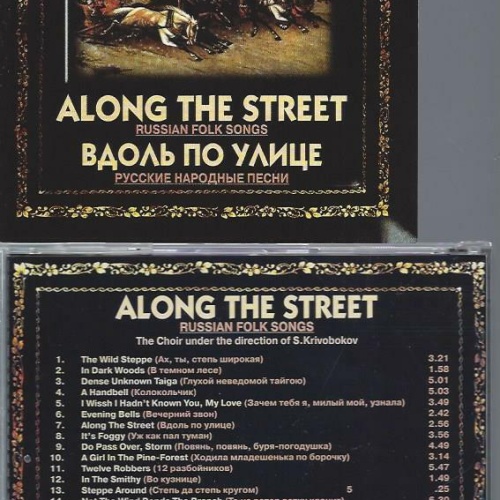 ALONG THE STREET
RUSSIAN FOLK SONGS
ВДОЛЬ ПО УЛИЦЕ
РУССКИЕ НАРОДНЫЕ ПЕСНИ
ALONG THE STREET
RUSSIAN FOLK SONGS
The Choir under the direction of S.Krivobokov
1. The Wild Steppe (Ах, ты, степь широкая) 3.21
2. In Dark Woods (В темном лесе) 1.58
3. Dense Unknown Taiga (Глухой неведомой тайгою) 5.01
4. A Handbell (Колокольчик) 5.03
5. I Wissh I Hadn't Known You, My Love (Зачем тебя я, милый мой, узнала) 3.49
6. Evening Bells (Вечерний звон) 2.42
7. Along The Street (Вдоль по улице) 2.56
8. It's Foggy (Уж как пал туман) 3.56
9. Do Pass Over, Storm (Повянь, повянь, буря-погодушка) 4.49
10. A Girl In The Pine-Forest (Ходила младешенька по борочку) 3.14
11. Twelve Robbers (12 разбойников) 5.47
12. In The Smithy (Во кузнице) 1.49
13. Steppe Around (Степь да степь кругом) 5 .25